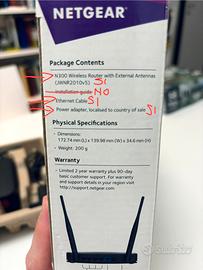 NETGEAR®
Package Contents
• N300 Wireless Router with External Antennas
(JWNR2010v5) SI
• Installation guide NO
• Ethernet Cable SI
• Power adapter, localised to country of sale SI
Physical Specifications
• Dimensions:
172.74 mm (L) x 139.98 mm (W) x 34.6 mm (H)
• Weight: 200 g
Warranty
• Limited 2 year warranty plus 90-day
basic customer support. For warranty
and support details in your region visit
http://support.netgear.com.
subito